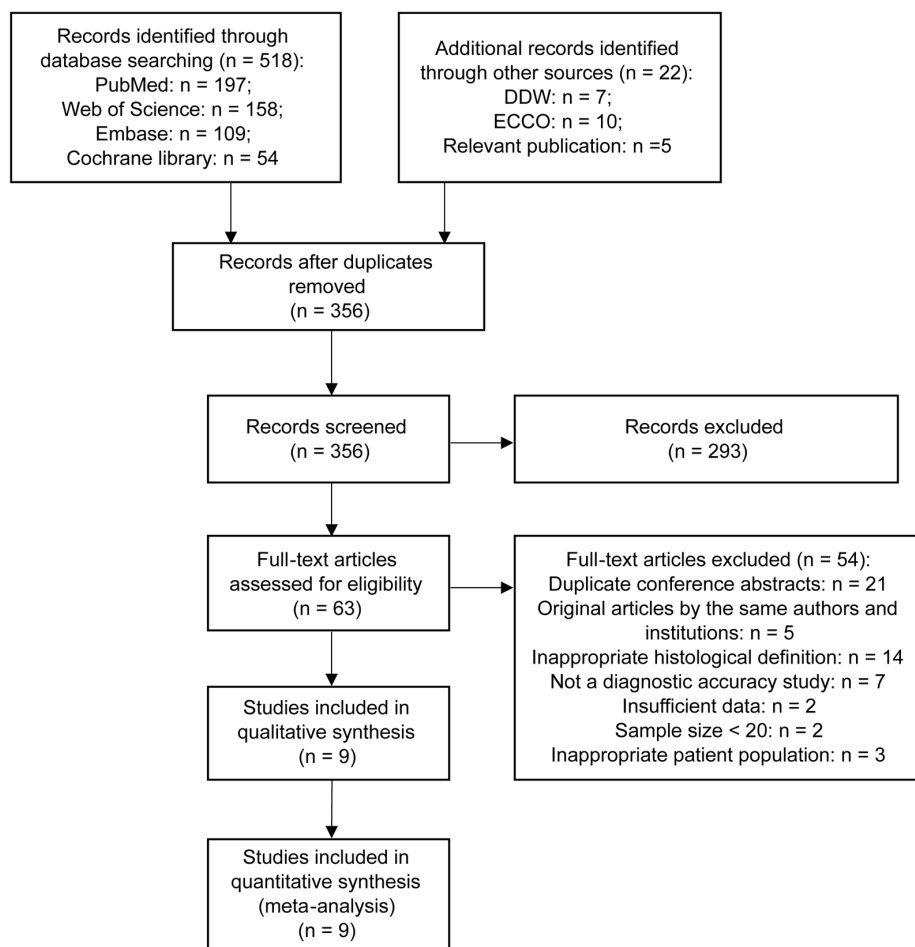 Records identified through
database searching (n = 518):
PubMed: n = 197;
Web of Science: n = 158;
Embase: n = 109;
Cochrane library: n = 54
Additional records identified
through other sources (n = 22):
DDW: n = 7;
ECCO: n = 10;
Relevant publication: n =5
Records after duplicates
removed
(n = 356)
Records screened
(n = 356)
Records excluded
(n = 293)
Full-text articles
assessed for eligibility
(n = 63)
Full-text articles excluded (n = 54):
Duplicate conference abstracts: n = 21
Original articles by the same authors and
institutions: n = 5
Inappropriate histological definition: n = 14
Not a diagnostic accuracy study: n = 7
Insufficient data: n = 2
Sample size < 20: n = 2
Inappropriate patient population: n = 3
Studies included in
qualitative synthesis
(n = 9)
Studies included in
quantitative synthesis
(meta-analysis)
(n = 9)